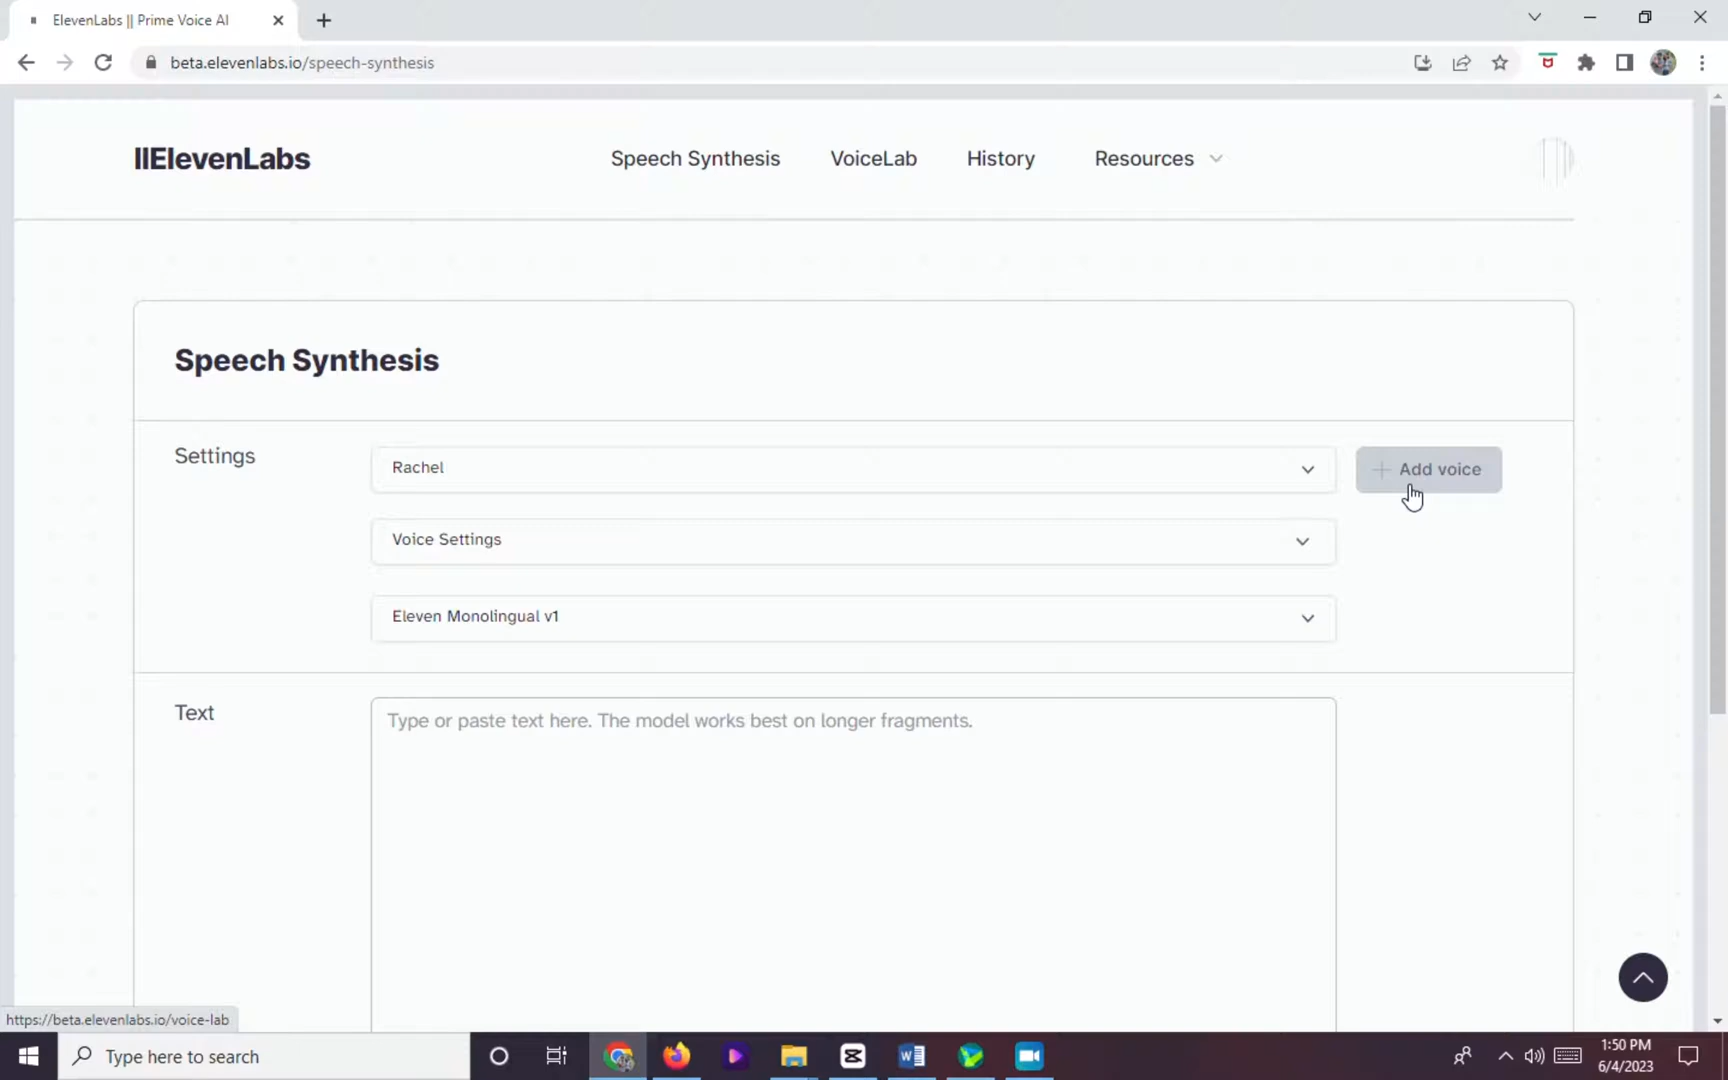 ElevenLabs || Prime Voice AI
beta.elevenlabs.io/speech-synthesis
IIElevenLabs
Speech Synthesis
VoiceLab
History
Resources
Speech Synthesis
Settings
Rachel
+ Add voice
Voice Settings
Eleven Monolingual v1
Text
Type or paste text here. The model works best on longer fragments.
https://beta.elevenlabs.io/voice-lab
Type here to search
1:50 PM
6/4/2023